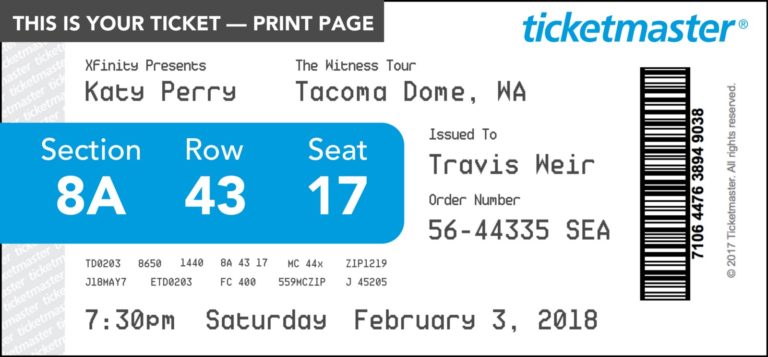 THIS IS YOUR TICKET — PRINT PAGE
ticketmaster®
Xfinity Presents
The Witness Tour
Katy Perry
Tacoma Dome, WA
Section Row Seat
8A 43 17
Issued To
Travis Weir
Order Number
56-44335 SEA
TD0203 8650 1440 8A 43 17 MC 44x ZIP1219
J18MAY7 ETD0203 FC 400 559MCZIP J 45205
7:30pm Saturday February 3, 2018
7106 4476 3894 9038
© 2017 Ticketmaster. All rights reserved.